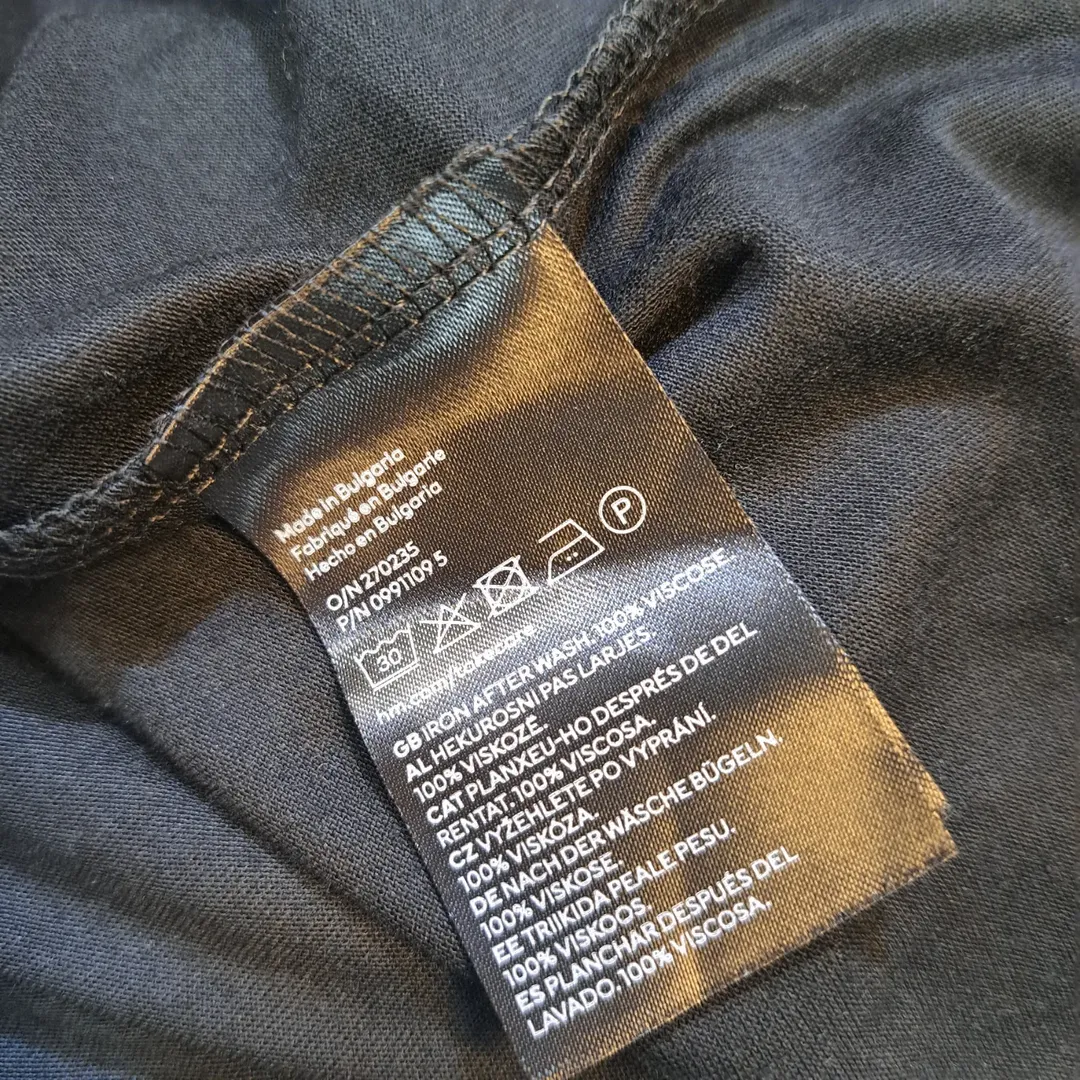 Made in Bulgaria
Fabriqué en Bulgarie
Hecho en Bulgaria
O/N 270235
P/N 0991109 5
30 P
hm.com/takecare
GB IRON AFTER WASH. 100% VISCOSE.
AL HEKUROSNI PAS LARJES.
100% VISKOZË.
CAT PLANXEU-HO DESPRÉS DE DEL
RENTAT. 100% VISCOSA.
CZ VYŽEHLETE PO VYPRÁNÍ.
100% VISKÓZA.
DE NACH DER WÄSCHE BÜGELN.
100% VISKOSE.
EE TRIIKIDA PEALE PESU.
100% VISKOOS.
ES PLANCHAR DESPUÉS DEL
LAVADO. 100% VISCOSA.